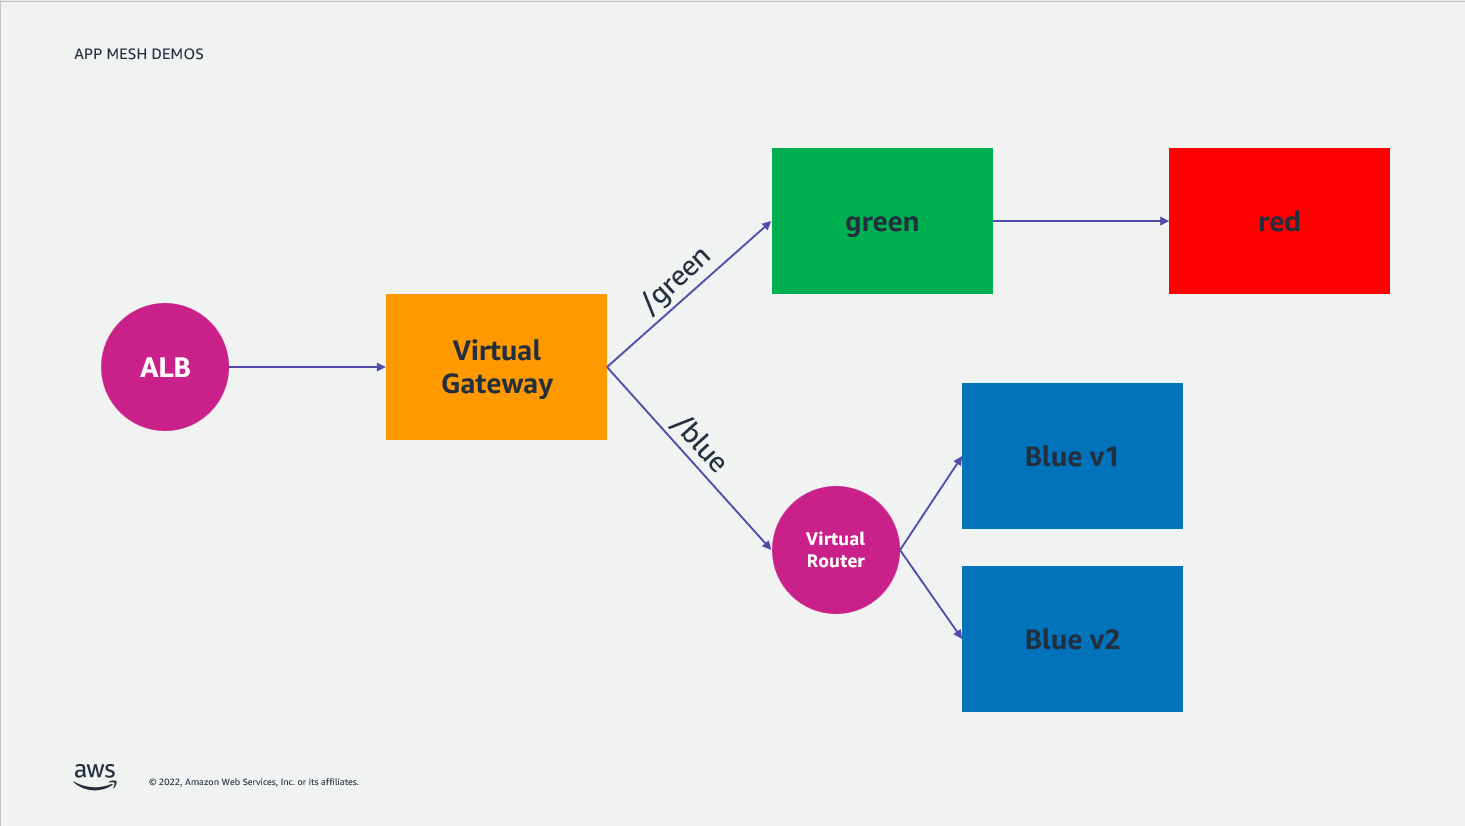 APP MESH DEMOS
green
red
/green
ALB
Virtual
Gateway
/blue
Blue v1
Virtual
Router
Blue v2
aws
© 2022, Amazon Web Services, Inc. or its affiliates.